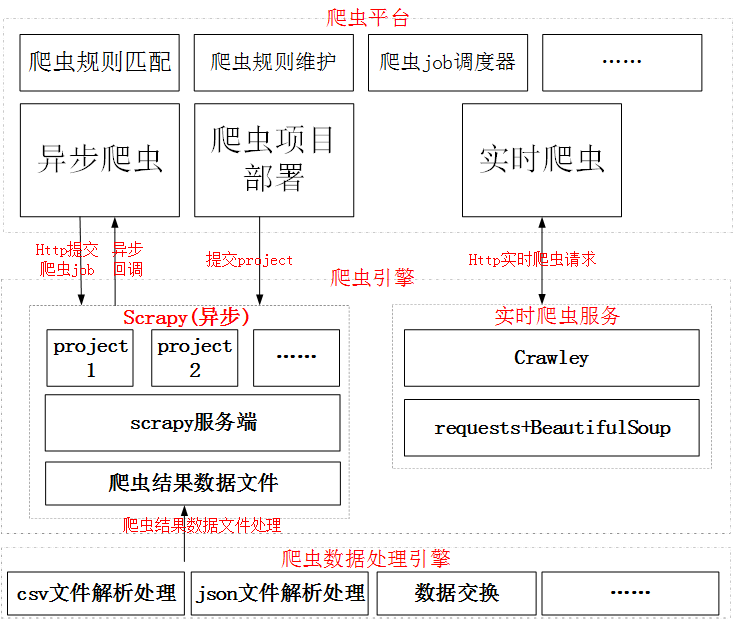 爬虫平台
爬虫规则匹配
爬虫规则维护
爬虫job调度器
……
异步爬虫
爬虫项目
部署
实时爬虫
Http提交
爬虫job
异步
回调
提交project
Http实时爬虫请求
爬虫引擎
Scrapy(异步)
project
1
project
2
……
scrapy服务端
爬虫结果数据文件
实时爬虫服务
Crawley
requests+BeautifulSoup
爬虫结果数据文件处理
爬虫数据处理引擎
csv文件解析处理
json文件解析处理
数据交换
……